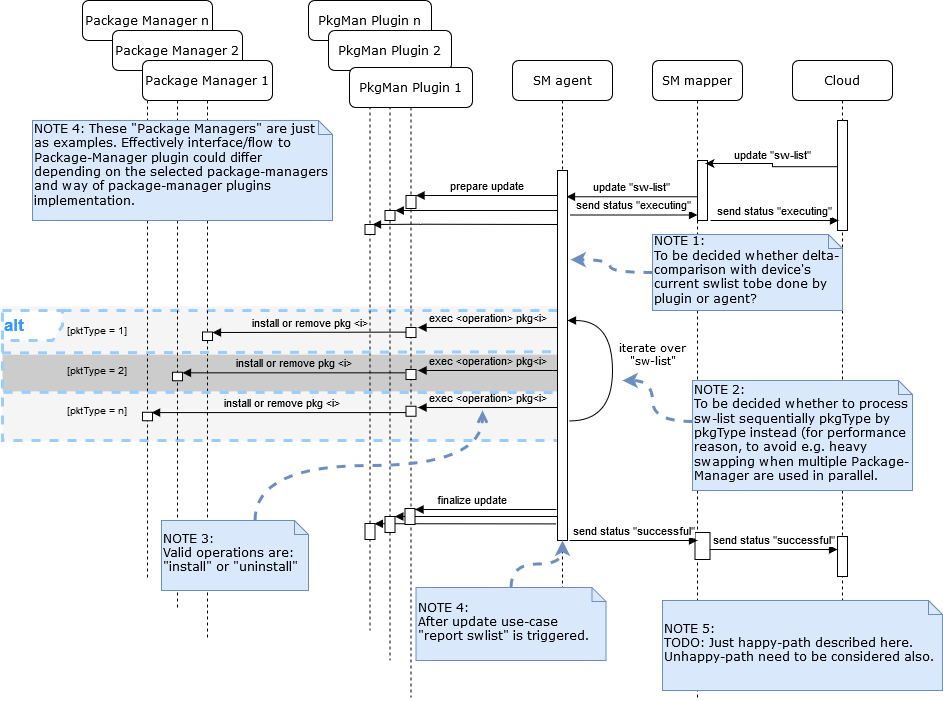 Package Manager n
PkgMan Plugin n
Package Manager 2
PkgMan Plugin 2
Package Manager 1
PkgMan Plugin 1
SM agent
SM mapper
Cloud
NOTE 4: These "Package Managers" are just
as examples. Effectively interface/flow to
Package-Manager plugin could differ
depending on the selected package-managers
and way of package-manager plugins
implementation.
update "sw-list"
prepare update
update "sw-list"
send status "executing"
send status "executing"
NOTE 1:
To be decided whether delta-
comparison with device's
current swlist tobe done by
plugin or agent?
alt
[pktType = 1]
install or remove pkg <i>
exec <operation> pkg<i>
iterate over
"sw-list"
[pktType = 2]
install or remove pkg <i>
exec <operation> pkg<i>
[pktType = n]
install or remove pkg <i>
exec <operation> pkg<i>
NOTE 2:
To be decided whether to process
sw-list sequentially pkgType by
pkgType instead (for performance
reason, to avoid e.g. heavy
swapping when multiple Package-
Manager are used in parallel.
finalize update
NOTE 3:
Valid operations are:
"install" or "uninstall"
send status "successful"
send status "successful"
NOTE 4:
After update use-case
"report swlist" is triggered.
NOTE 5:
TODO: Just happy-path described here.
Unhappy-path need to be considered also.